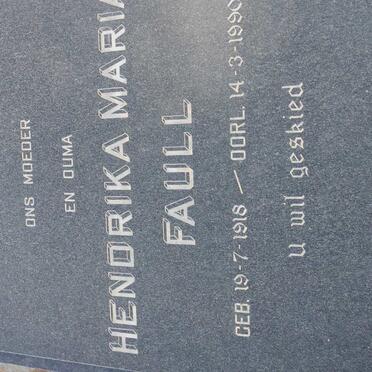 ONS MOEDER
EN OUMA
HENDRIKA MARIA
FAULL
GEB. 19-7-1918 — OORL. 14-3-1990
U wil geskied